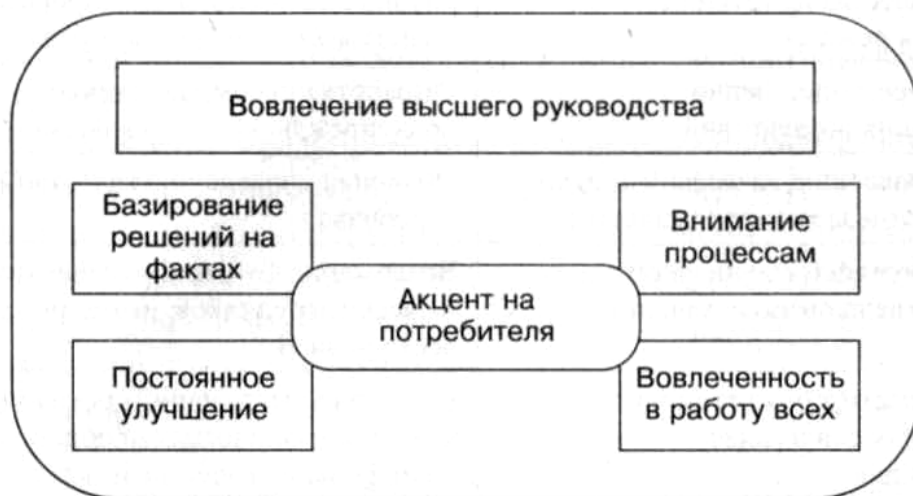 Вовлечение высшего руководства
Базирование
решений на
фактах
Внимание
процессам
Акцент на
потребителя
Постоянное
улучшение
Вовлеченность
в работу всех